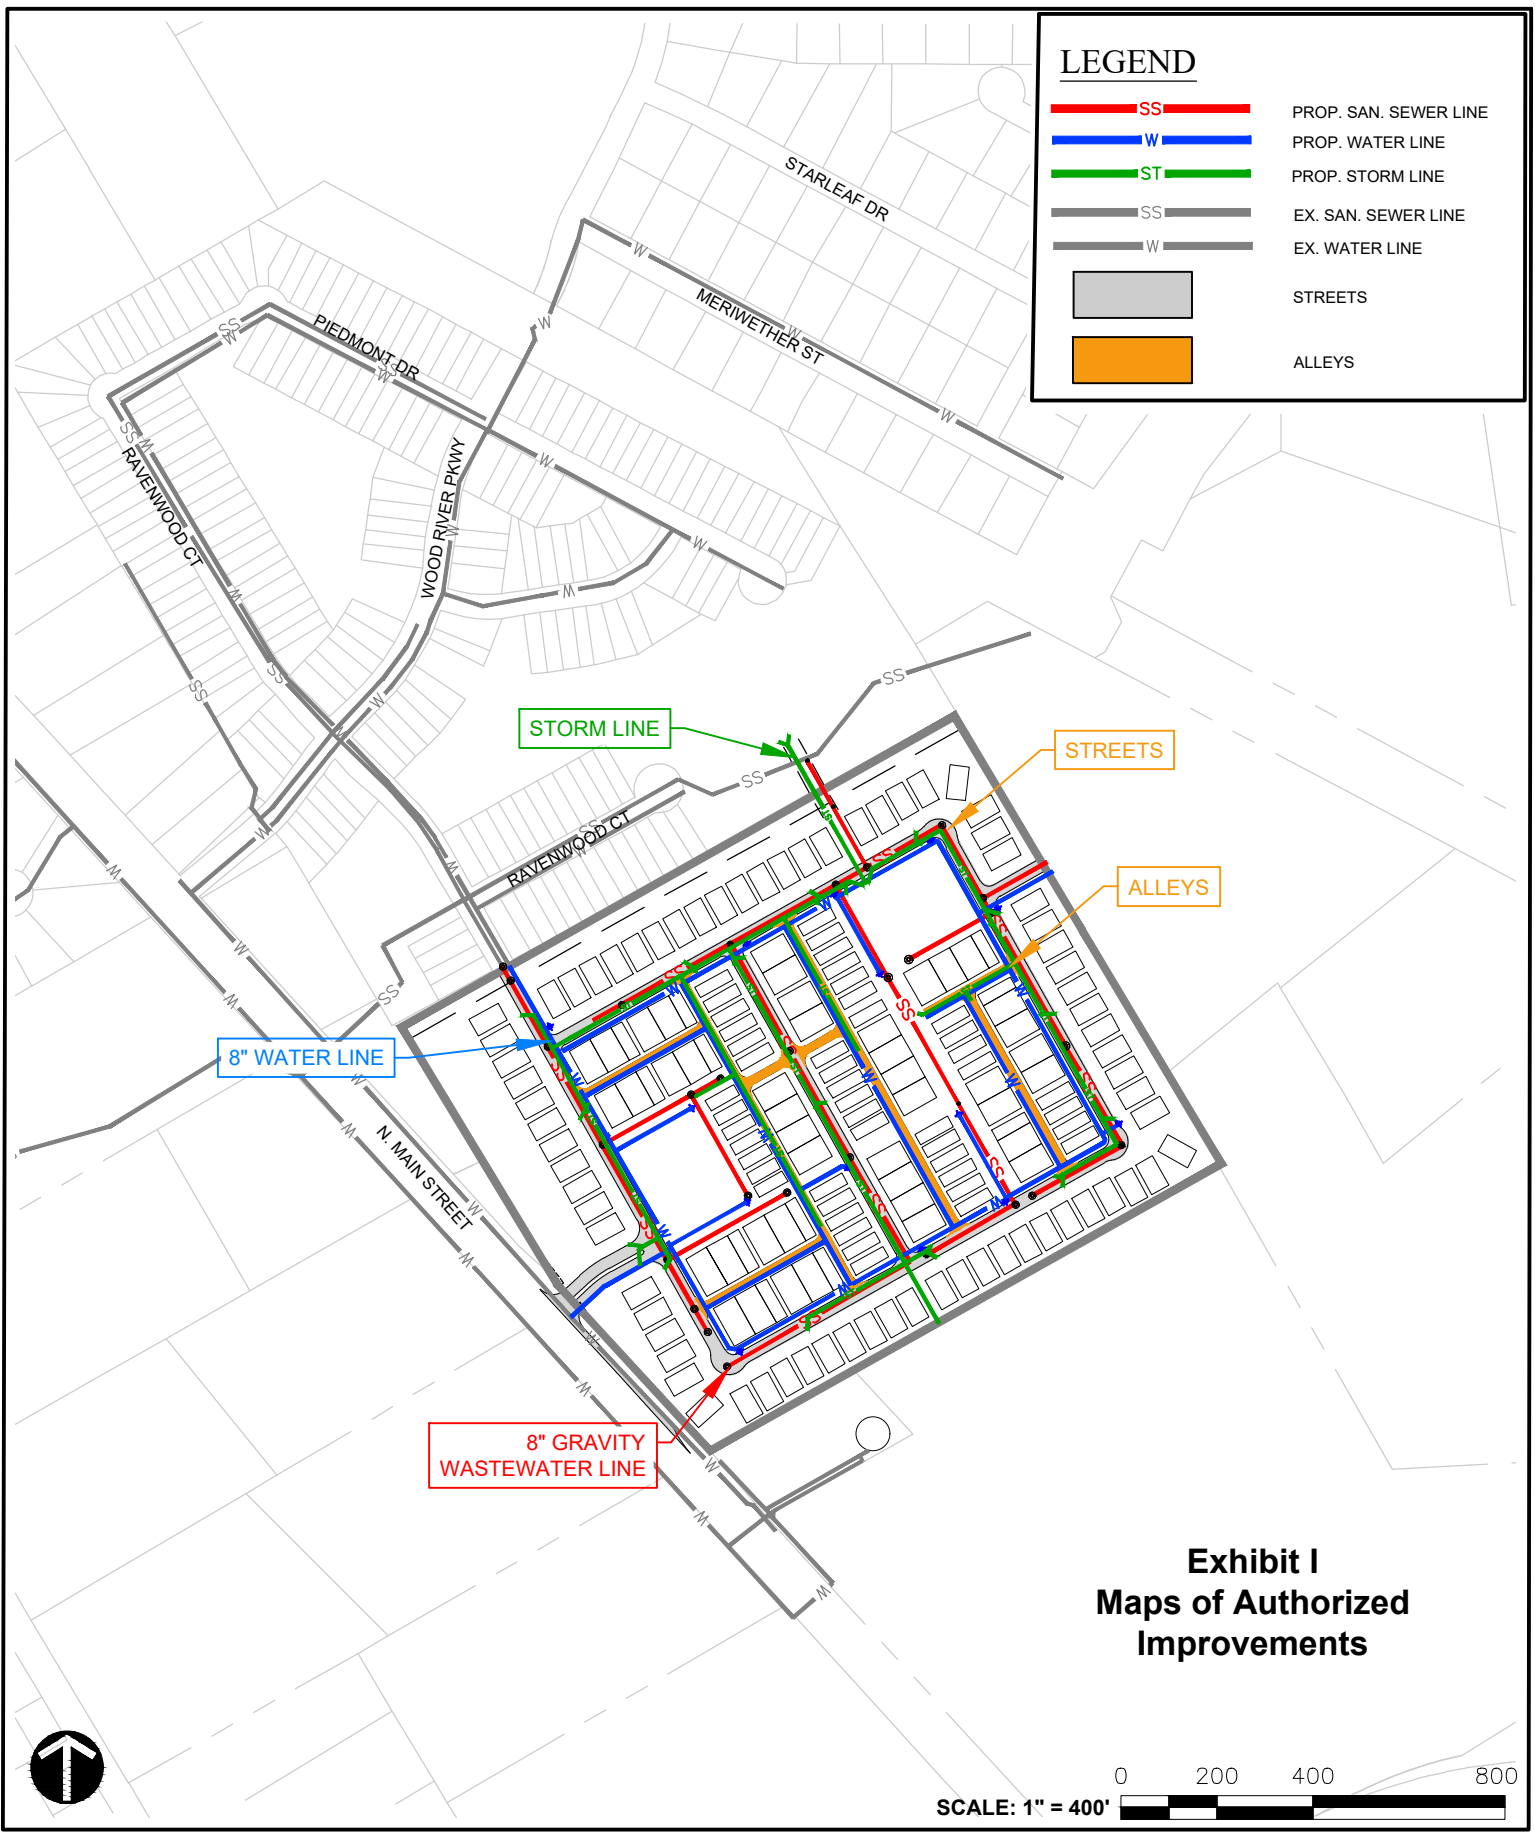 LEGEND
SS
PROP. SAN. SEWER LINE
W
PROP. WATER LINE
ST
PROP. STORM LINE
SS
EX. SAN. SEWER LINE
W
EX. WATER LINE
STREETS
ALLEYS
STARLEAF DR
MERIWETHER ST
PIEDMONT DR
RAVENWOOD CT
WOOD RIVER PKWY
STORM LINE
STREETS
RAVENWOOD CT
ALLEYS
8" WATER LINE
N. MAIN STREET
8" GRAVITY
WASTEWATER LINE
Exhibit I
Maps of Authorized
Improvements
0 200 400 800
SCALE: 1" = 400'